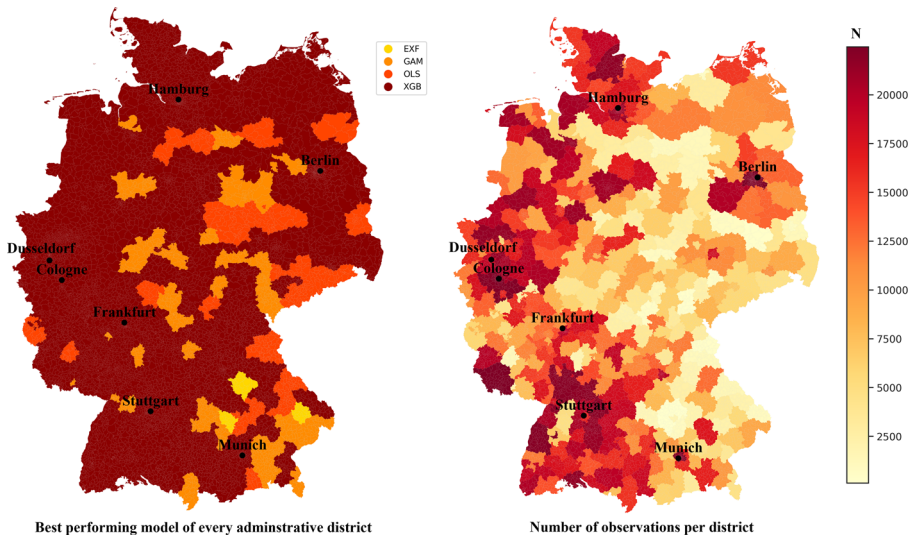 EXF
GAM
OLS
XGB
Hamburg
Berlin
Dusseldorf
Cologne
Frankfurt
Stuttgart
Munich
Best performing model of every adminstrative district
N
20000
17500
15000
12500
10000
7500
5000
2500
Hamburg
Berlin
Dusseldorf
Cologne
Frankfurt
Stuttgart
Munich
Number of observations per district